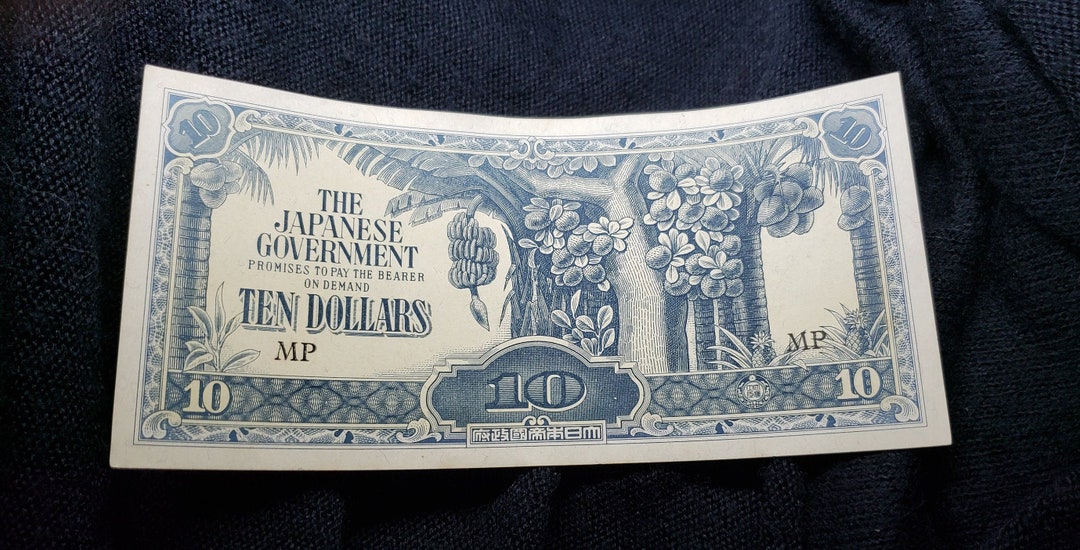 10
10
THE
JAPANESE
GOVERNMENT
PROMISES TO PAY THE BEARER
ON DEMAND
TEN DOLLARS
MP
MP
10
10
10
府政國帝本日大